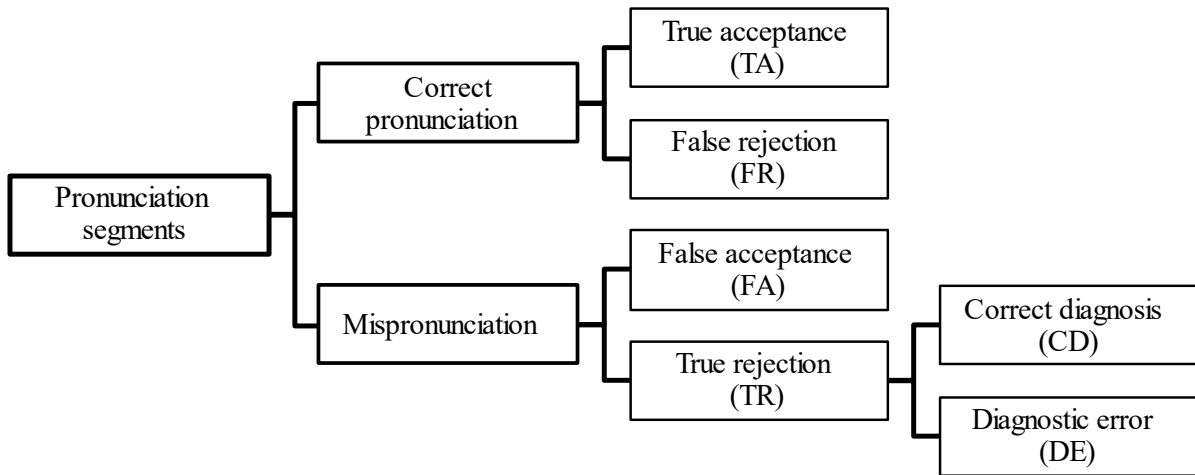 True acceptance
(TA)
Correct
pronunciation
False rejection
(FR)
Pronunciation
segments
False acceptance
(FA)
Mispronunciation
Correct diagnosis
(CD)
True rejection
(TR)
Diagnostic error
(DE)